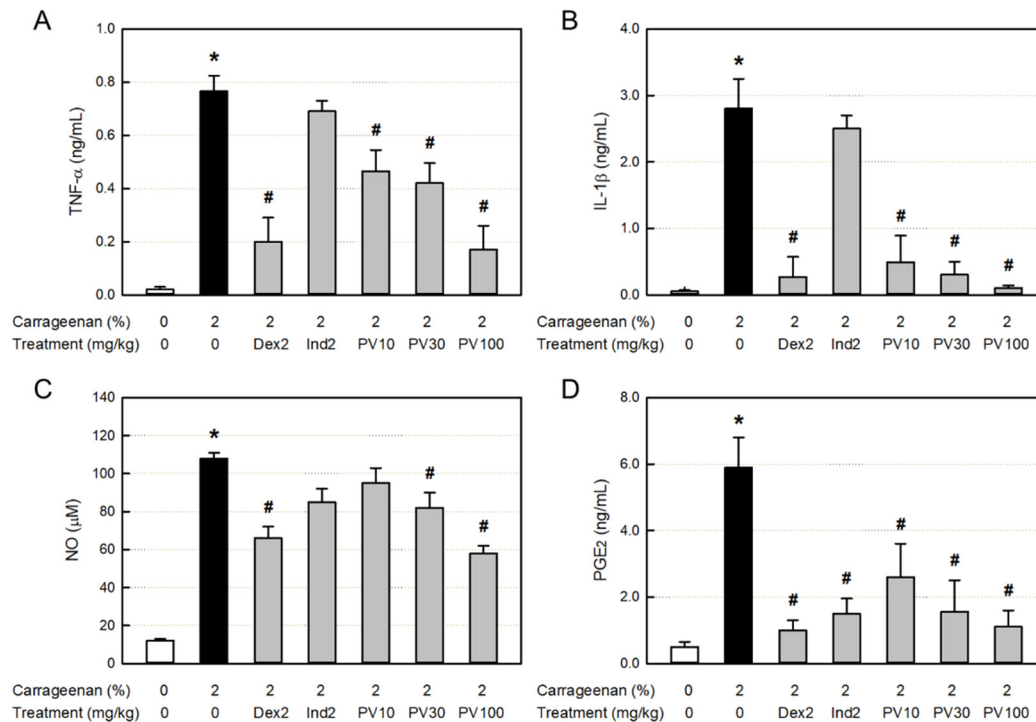 A
TNF-α (ng/mL)
1.0
0.8
0.6
0.4
0.2
0.0
*
#
#
#
#
Carrageenan (%) 0 2 2 2 2 2 2
Treatment (mg/kg) 0 0 Dex2 Ind2 PV10 PV30 PV100
B
IL-1β (ng/mL)
4.0
3.0
2.0
1.0
0.0
*
#
#
#
#
Carrageenan (%) 0 2 2 2 2 2 2
Treatment (mg/kg) 0 0 Dex2 Ind2 PV10 PV30 PV100
C
NO (μM)
140
120
100
80
60
40
20
0
*
#
#
#
Carrageenan (%) 0 2 2 2 2 2 2
Treatment (mg/kg) 0 0 Dex2 Ind2 PV10 PV30 PV100
D
PGE2 (ng/mL)
8.0
6.0
4.0
2.0
0.0
*
#
#
#
#
#
Carrageenan (%) 0 2 2 2 2 2 2
Treatment (mg/kg) 0 0 Dex2 Ind2 PV10 PV30 PV100